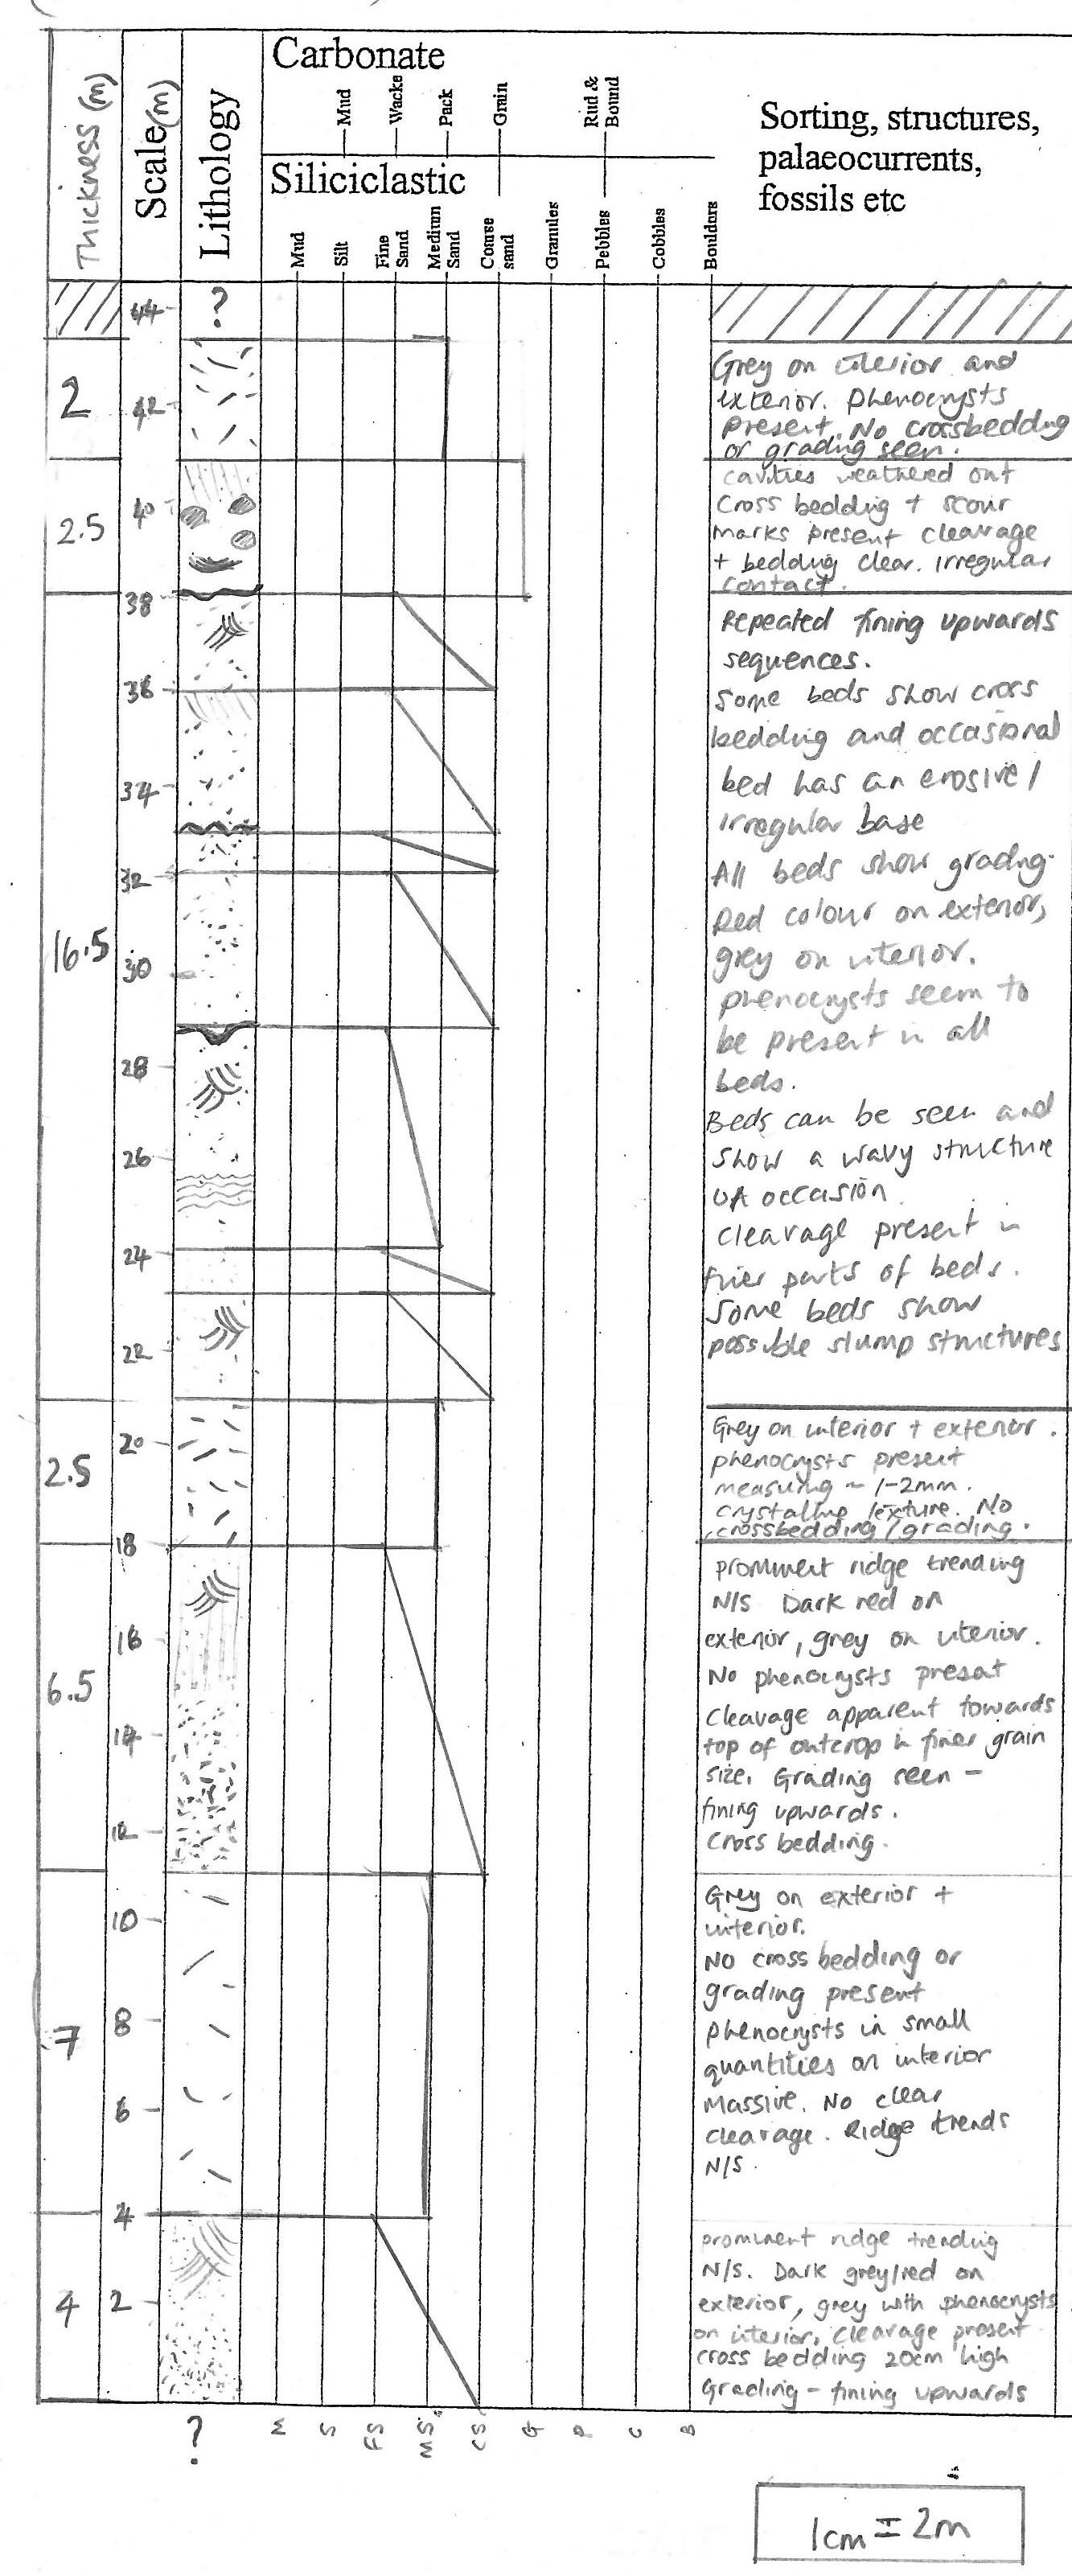 Thickness (m)
Scale (m)
Lithology
Carbonate
Mud
Wacke
Pack
Grain
Rud &
Bound
Siliciclastic
Mud
Silt
Fine
Sand
Medium
Sand
Coarse
sand
Granules
Pebbles
Cobbles
Boulders
Sorting, structures,
palaeocurrents,
fossils etc
44
?
2
42
Grey on interior and
exterior. Phenocrysts
present. No crossbedding
or grading seen.
2.5
40
cavities weathered out
Cross bedding + scour
marks present cleavage
+ bedding clear. irregular
contact.
16.5
38
36
34
32
30
28
26
24
22
Repeated fining upwards
sequences.
Some beds show cross
bedding and occasional
bed has an erosive/
irregular base
All beds show grading.
Red colour on exterior,
grey on interior.
phenocrysts seem to
be present in all
beds.
Beds can be seen and
show a wavy structure
on occasion.
cleavage present in
finer parts of beds.
Some beds show
possible slump structures
2.5
20
18
Grey on interior + exterior.
phenocrysts present
measuring ~ 1-2mm.
crystalline texture. No
crossbedding/grading.
6.5
16
14
12
prominent ridge trending
N/S Dark red on
exterior, grey on interior.
No phenocrysts present
Cleavage apparent towards
top of outcrop in finer grain
size. Grading seen -
fining upwards.
Cross bedding.
7
10
8
6
4
Grey on exterior +
interior.
No cross bedding or
grading present
phenocrysts in small
quantities on interior
Massive. No clear
cleavage. Ridge trends
N/S.
4
2
prominent ridge trending
N/S. Dark grey/red on
exterior, grey with phenocrysts
on interior, cleavage present
cross bedding 20cm high
Grading - fining upwards
?
M
S
FS
MS
CS
G
P
C
B
1cm = 2m